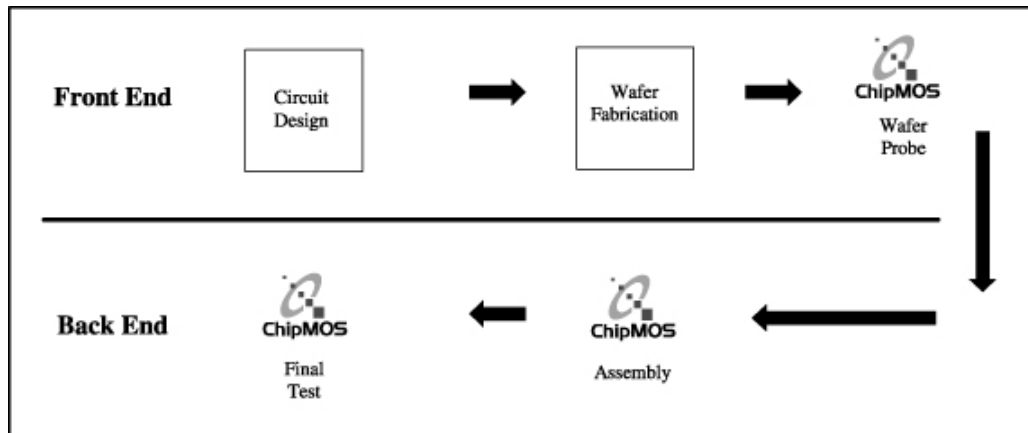 Front End
Circuit
Design
Wafer
Fabrication
ChipMOS
Wafer
Probe
Back End
ChipMOS
Final
Test
ChipMOS
Assembly